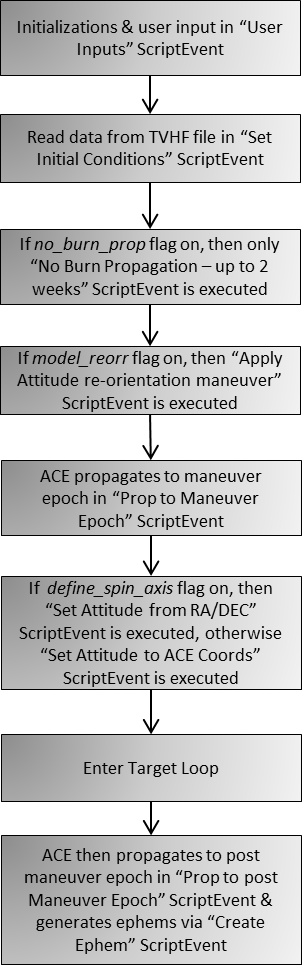 Initializations & user input in “User
Inputs” ScriptEvent
Read data from TVHF file in “Set
Initial Conditions” ScriptEvent
If no_burn_prop flag on, then only
“No Burn Propagation – up to 2
weeks” ScriptEvent is executed
If model_reorr flag on, then “Apply
Attitude re-orientation maneuver”
ScriptEvent is executed
ACE propagates to maneuver
epoch in “Prop to Maneuver
Epoch” ScriptEvent
If define_spin_axis flag on, then
“Set Attitude from RA/DEC”
ScriptEvent is executed, otherwise
“Set Attitude to ACE Coords”
ScriptEvent is executed
Enter Target Loop
ACE then propagates to post
maneuver epoch in “Prop to post
Maneuver Epoch” ScriptEvent &
generates ephems via “Create
Ephem” ScriptEvent